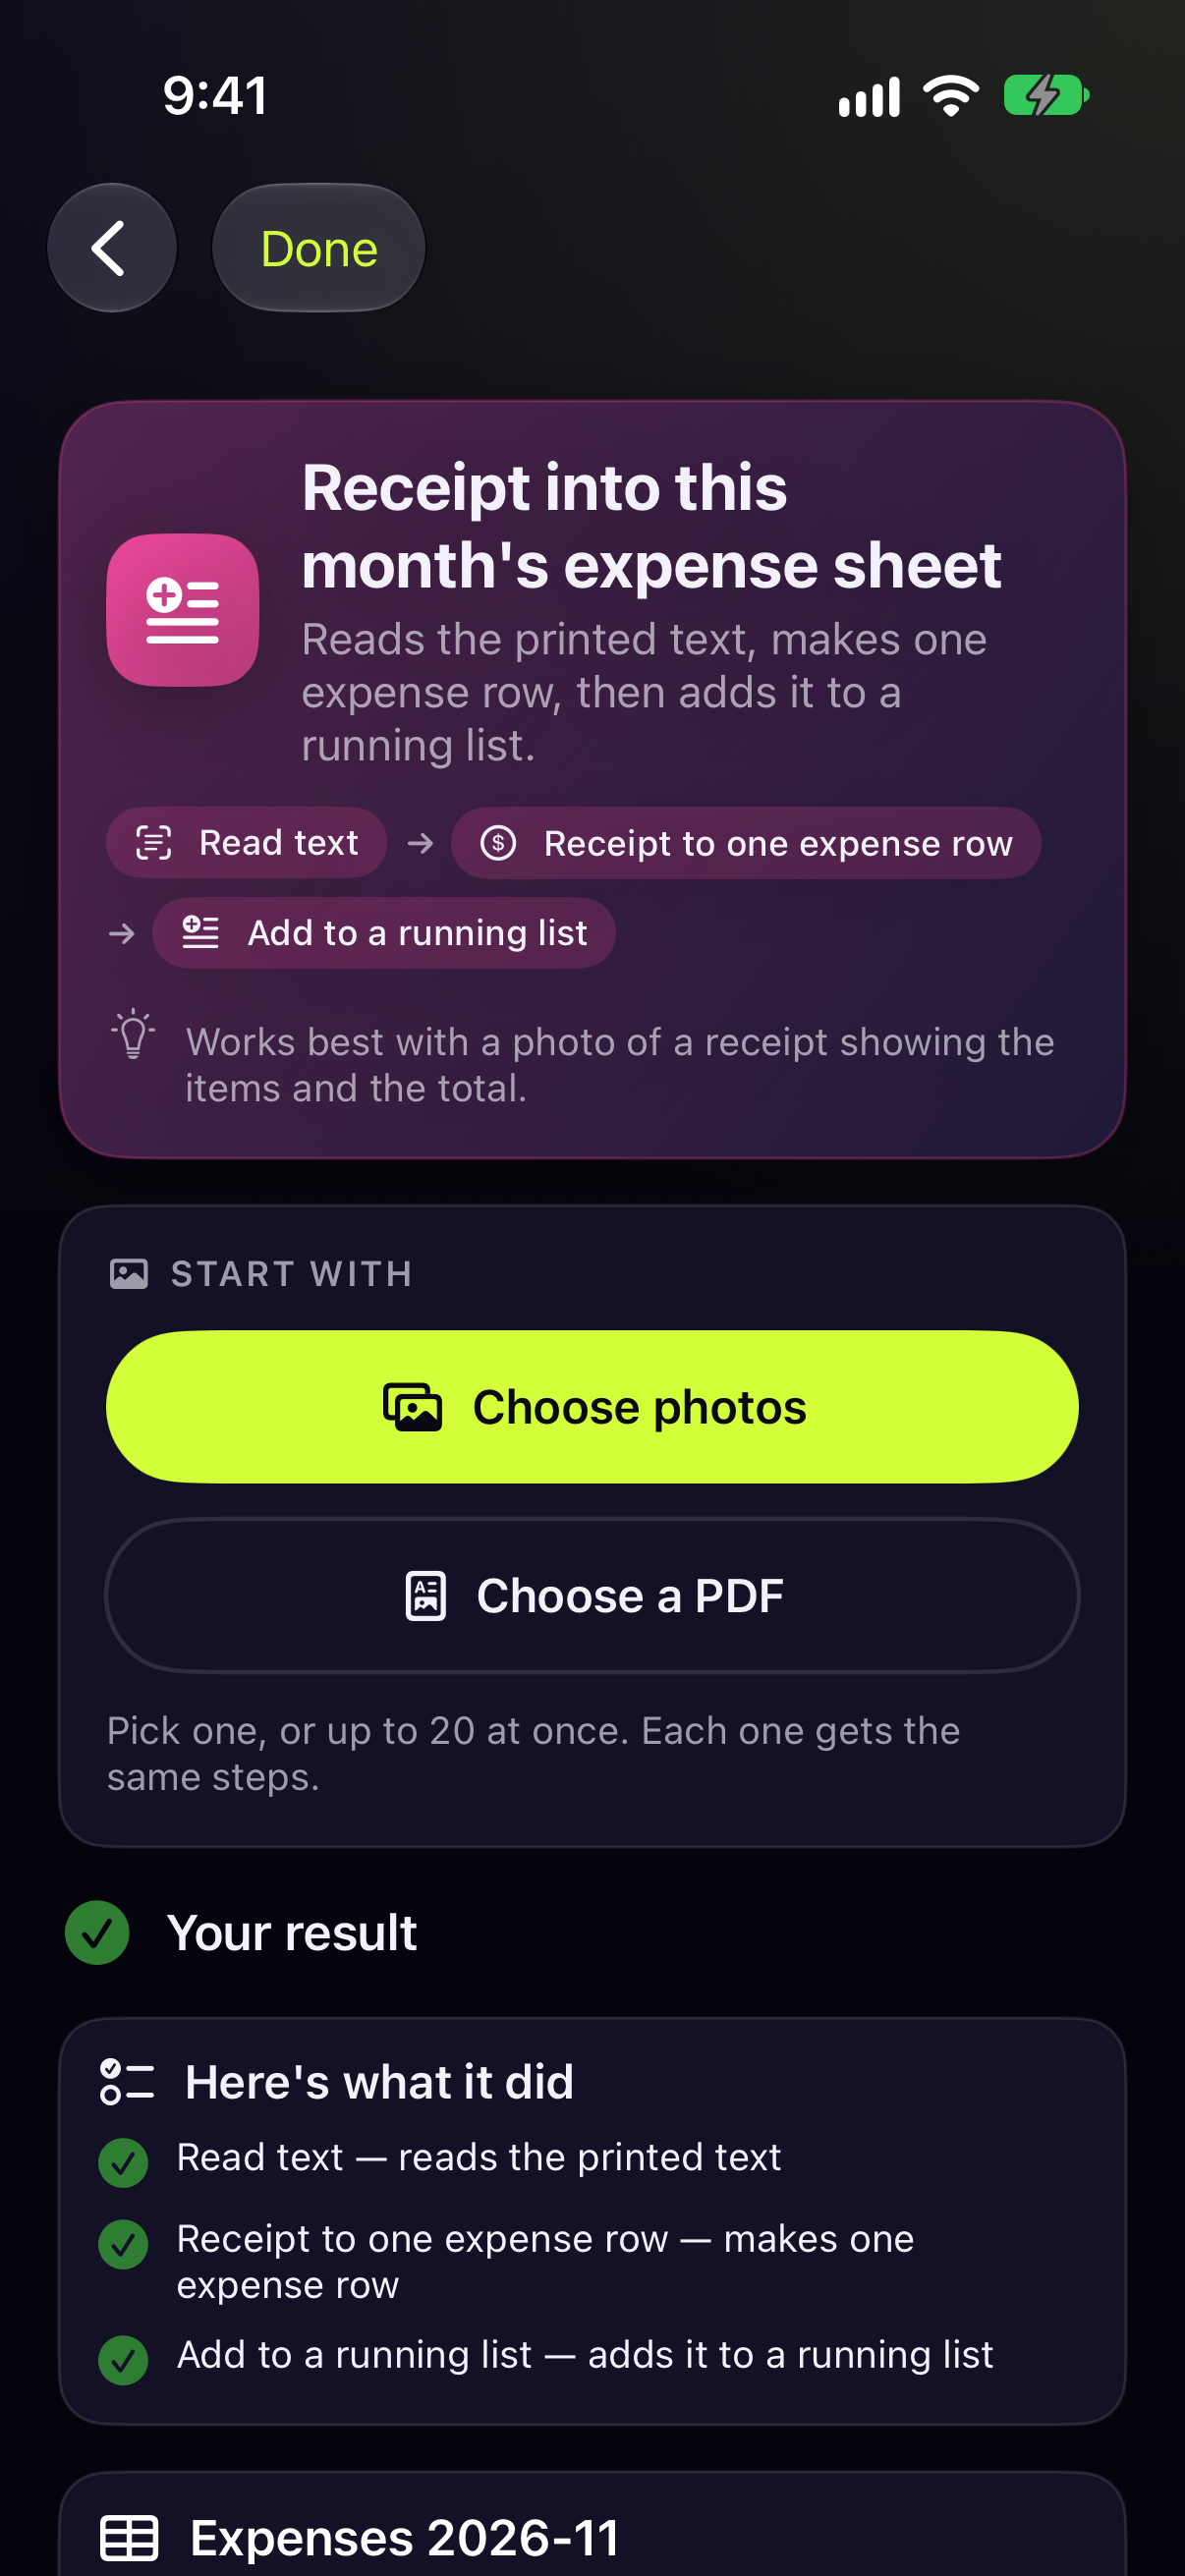 9:41
Done
Receipt into this
month's expense sheet
Reads the printed text, makes one
expense row, then adds it to a
running list.
Read text → Receipt to one expense row
→ Add to a running list
Works best with a photo of a receipt showing the
items and the total.
START WITH
Choose photos
Choose a PDF
Pick one, or up to 20 at once. Each one gets the
same steps.
Your result
Here's what it did
Read text — reads the printed text
Receipt to one expense row — makes one
expense row
Add to a running list — adds it to a running list
Expenses 2026-11